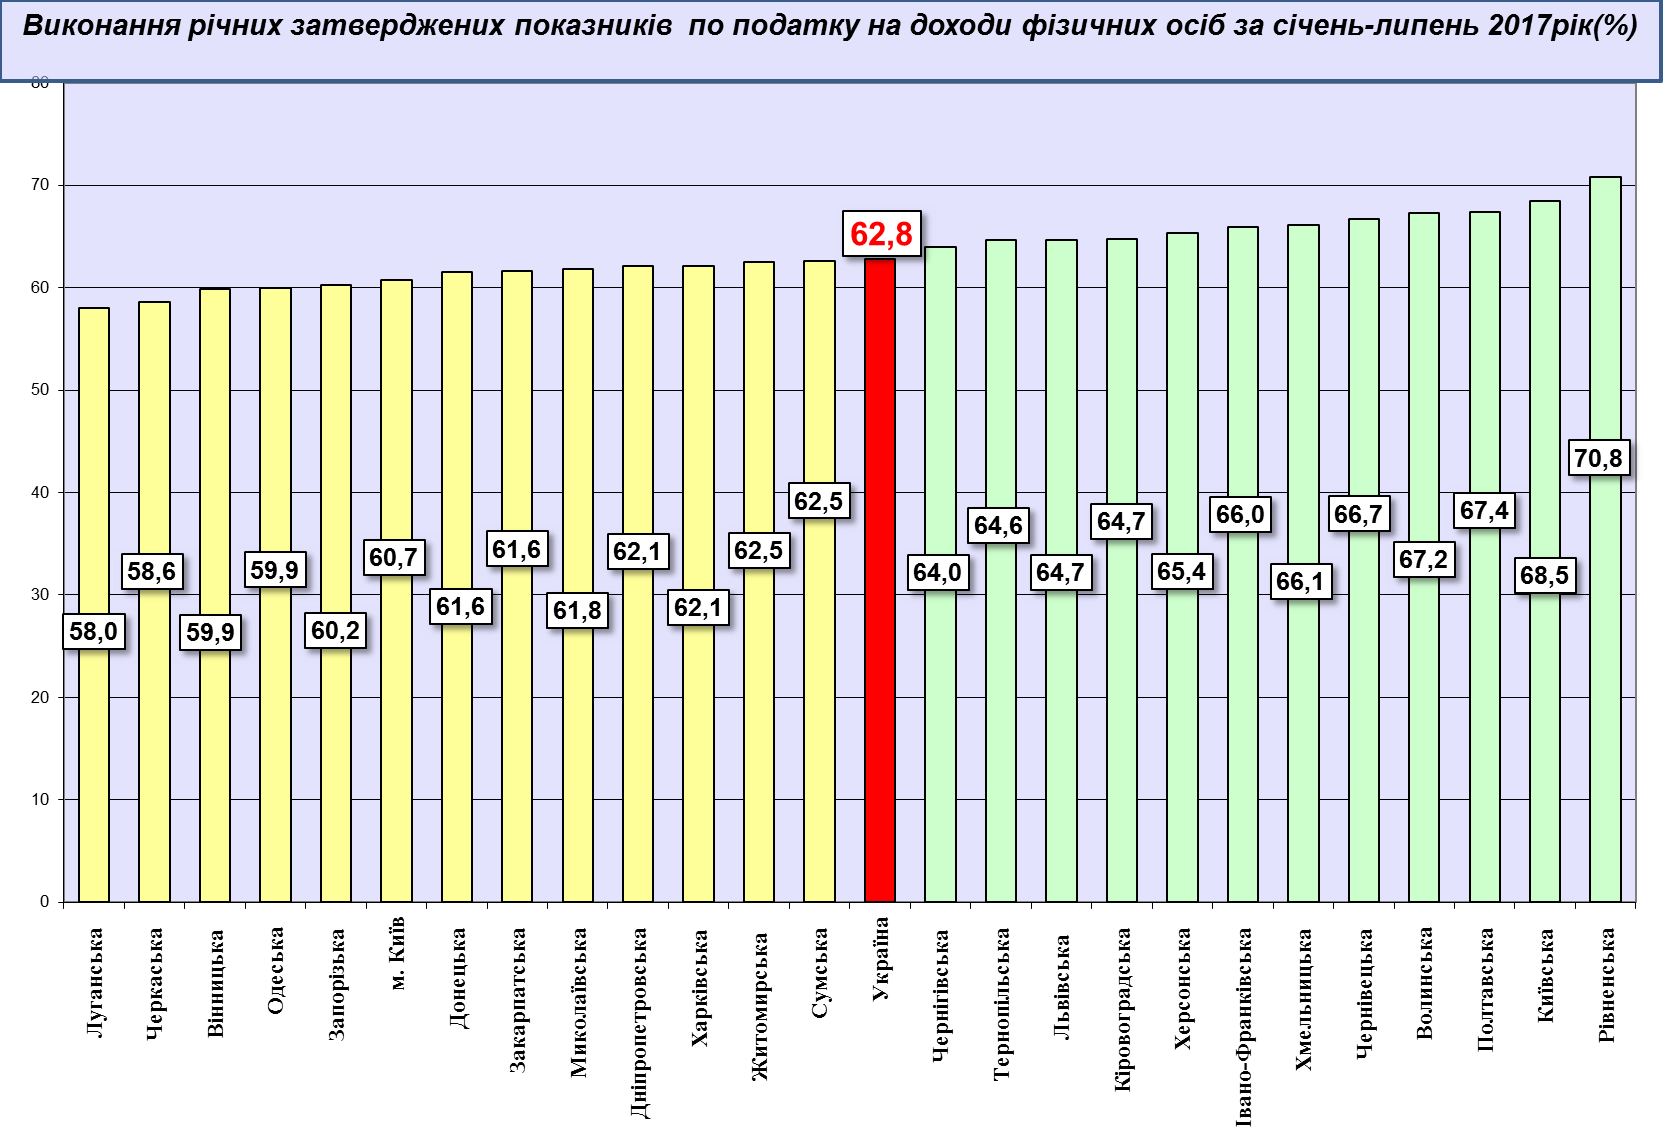 Виконання річних затверджених показників по податку на доходи фізичних осіб за січень-липень 2017рік(%)
80
70
60
50
40
30
20
10
0
58,0
58,6
59,9
59,9
60,2
60,7
61,6
61,6
61,8
62,1
62,1
62,5
62,5
62,8
64,0
64,6
64,7
64,7
65,4
66,0
66,1
66,7
67,2
67,4
68,5
70,8
Луганська
Черкаська
Вінницька
Одеська
Запорізька
м. Київ
Донецька
Закарпатська
Миколаївська
Дніпропетровська
Харківська
Житомирська
Сумська
Україна
Чернігівська
Тернопільська
Львівська
Кіровоградська
Херсонська
Івано-Франківська
Хмельницька
Чернівецька
Волинська
Полтавська
Київська
Рівненська